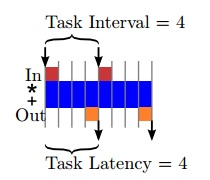 Task Interval = 4
In
*
+
Out
Task Latency = 4